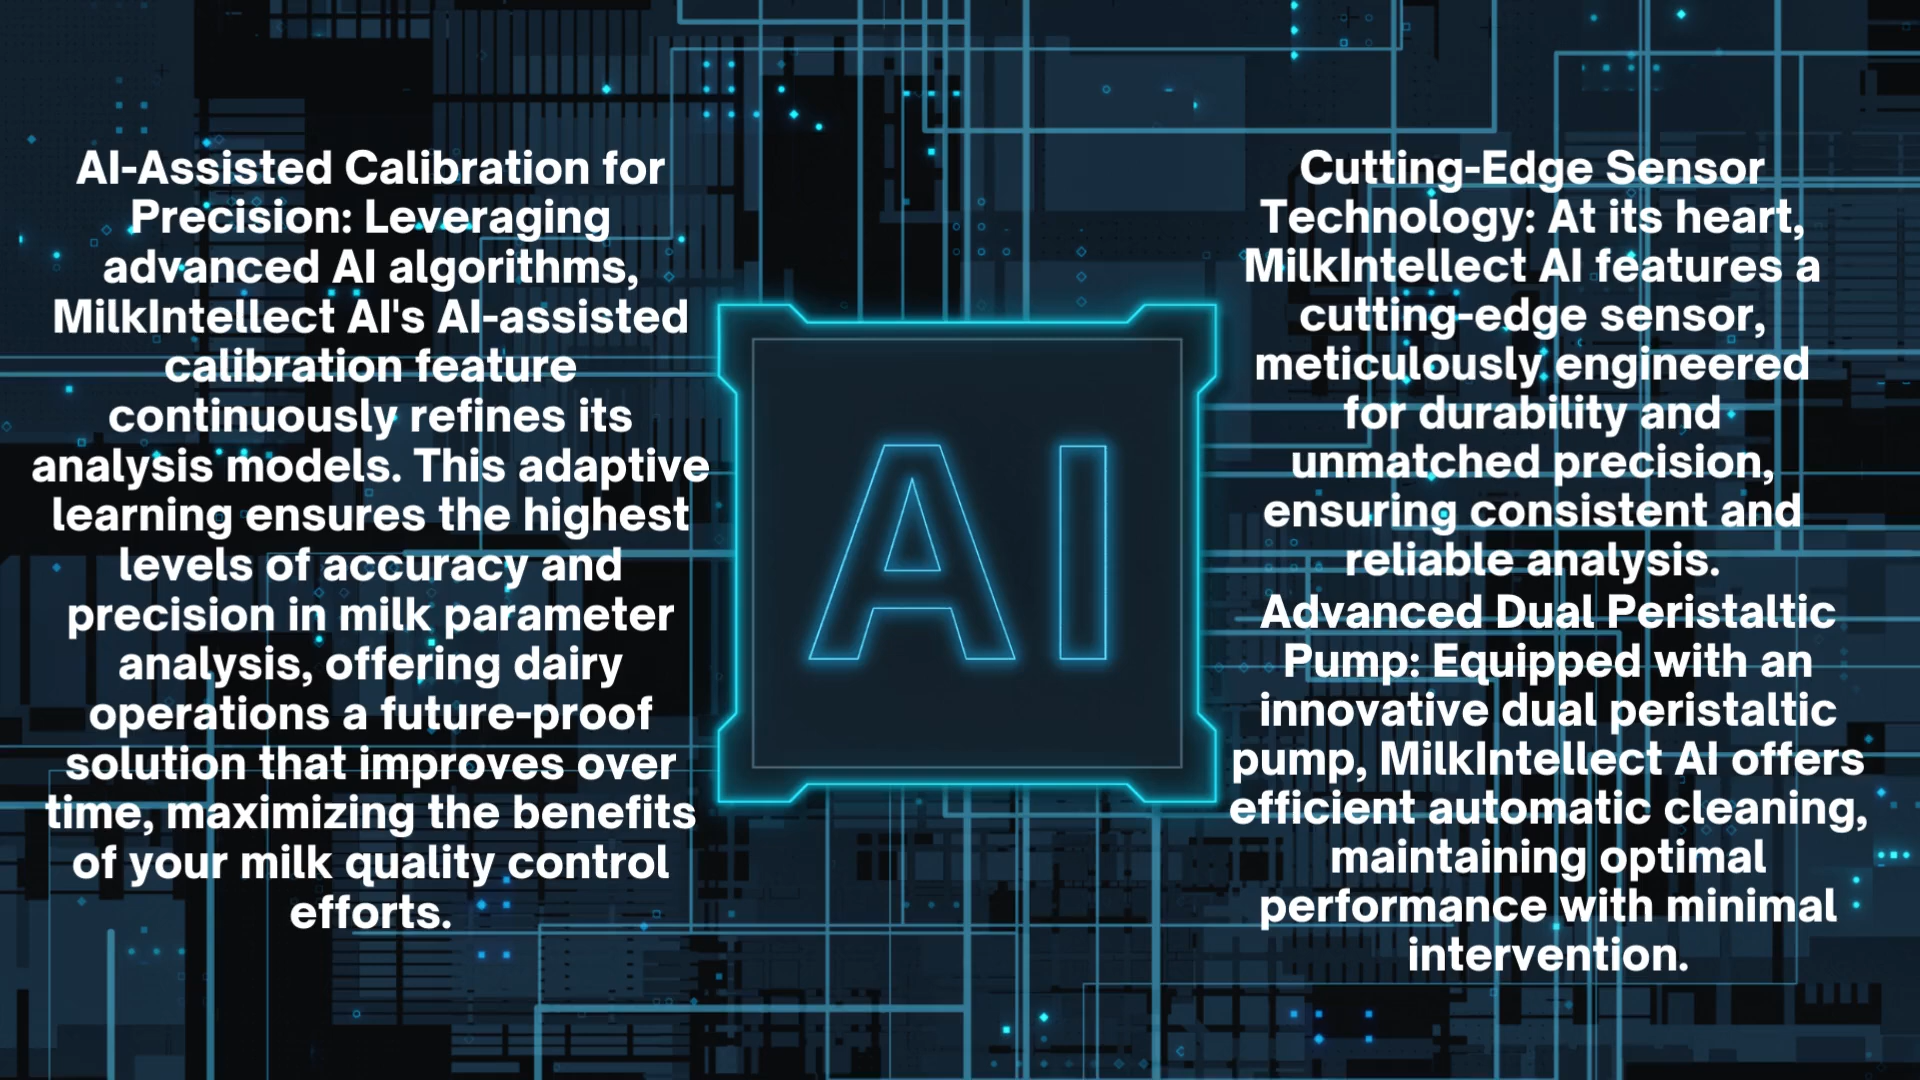 AI-Assisted Calibration for
Precision: Leveraging
advanced AI algorithms,
MilkIntellect AI's AI-assisted
calibration feature
continuously refines its
analysis models. This adaptive
learning ensures the highest
levels of accuracy and
precision in milk parameter
analysis, offering dairy
operations a future-proof
solution that improves over
time, maximizing the benefits
of your milk quality control
efforts.
AI
Cutting-Edge Sensor
Technology: At its heart,
MilkIntellect AI features a
cutting-edge sensor,
meticulously engineered
for durability and
unmatched precision,
ensuring consistent and
reliable analysis.
Advanced Dual Peristaltic
Pump: Equipped with an
innovative dual peristaltic
pump, MilkIntellect AI offers
efficient automatic cleaning,
maintaining optimal
performance with minimal
intervention.